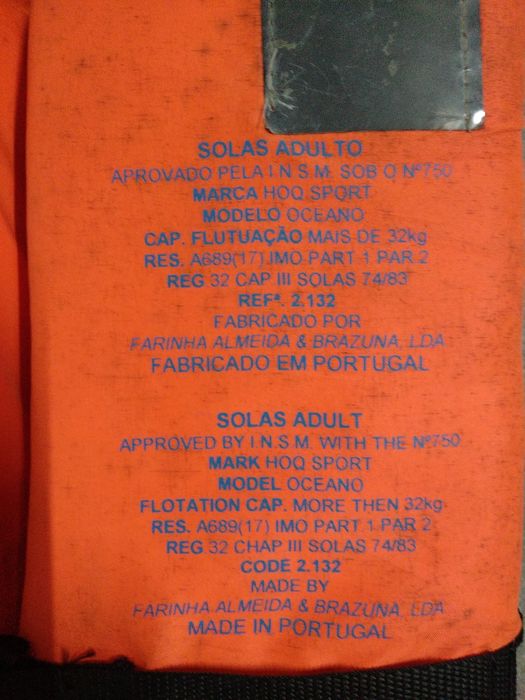 SOLAS ADULTO
APROVADO PELA I.N.S.M. SOB O Nº750
MARCA HOQ SPORT
MODELO OCEANO
CAP. FLUTUAÇÃO MAIS DE 32kg
RES. A689(17) IMO PART 1 PAR 2
REG 32 CAP III SOLAS 74/83
REFª. 2.132
FABRICADO POR
FARINHA ALMEIDA & BRAZUNA, LDA
FABRICADO EM PORTUGAL
SOLAS ADULT
APPROVED BY I.N.S.M. WITH THE Nº750
MARK HOQ SPORT
MODEL OCEANO
FLOTATION CAP. MORE THEN 32kg
RES. A689(17) IMO PART 1 PAR 2
REG 32 CHAP III SOLAS 74/83
CODE 2.132
MADE BY
FARINHA ALMEIDA & BRAZUNA, LDA
MADE IN PORTUGAL